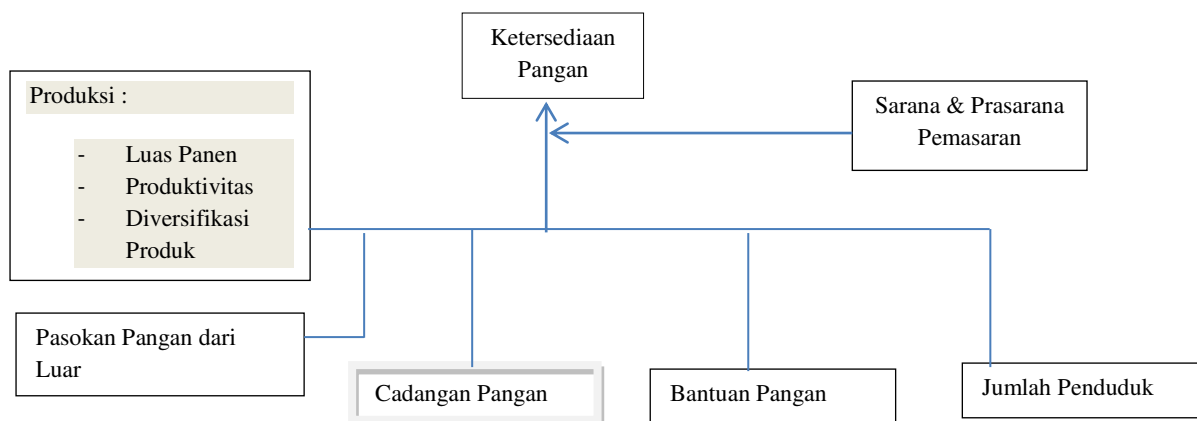 Ketersediaan
Pangan
Produksi :
- Luas Panen
- Produktivitas
- Diversifikasi
Produk
Sarana & Prasarana
Pemasaran
Pasokan Pangan dari
Luar
Cadangan Pangan
Bantuan Pangan
Jumlah Penduduk